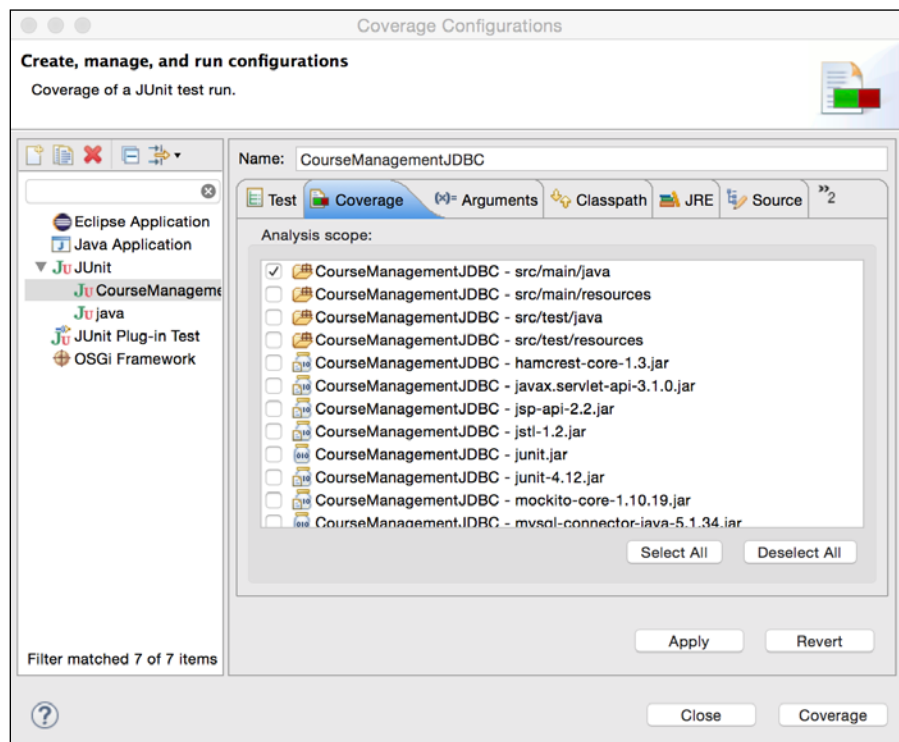 Coverage Configurations
Create, manage, and run configurations
Coverage of a JUnit test run.
Name: CourseManagementJDBC
Test Coverage (x)= Arguments Classpath JRE Source »2
Eclipse Application
Java Application
JU JUnit
JU CourseManageme
JU java
JU JUnit Plug-in Test
OSGi Framework
Filter matched 7 of 7 items
Analysis scope:
CourseManagementJDBC - src/main/java
CourseManagementJDBC - src/main/resources
CourseManagementJDBC - src/test/java
CourseManagementJDBC - src/test/resources
CourseManagementJDBC - hamcrest-core-1.3.jar
CourseManagementJDBC - javax.servlet-api-3.1.0.jar
CourseManagementJDBC - jsp-api-2.2.jar
CourseManagementJDBC - jstl-1.2.jar
CourseManagementJDBC - junit.jar
CourseManagementJDBC - junit-4.12.jar
CourseManagementJDBC - mockito-core-1.10.19.jar
CourseManagementJDBC - mysql-connector-java-5.1.34.jar
Select All Deselect All
Apply Revert
? Close Coverage